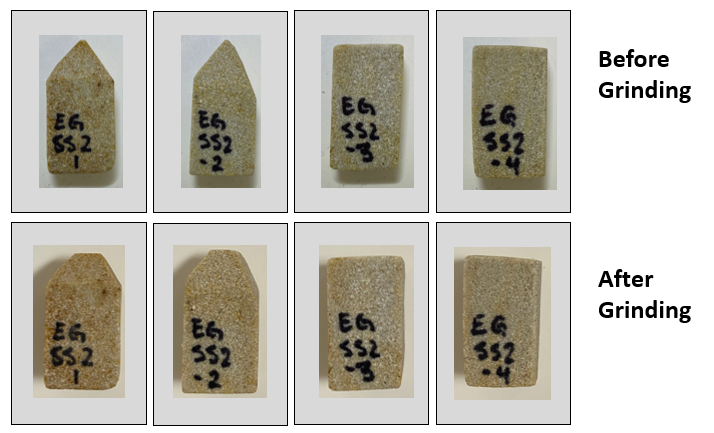 EG
SS2
1
EG
SS2
-2
EG
SS2
-3
EG
SS2
-4
Before
Grinding
EG
SS2
1
EG
SS2
-2
EG
SS2
-3
EG
SS2
-4
After
Grinding